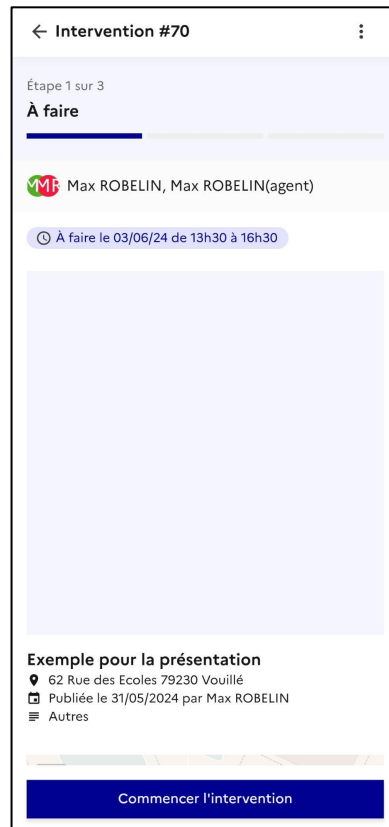 Intervention #70
Étape 1 sur 3
À faire
Max ROBELIN, Max ROBELIN(agent)
À faire le 03/06/24 de 13h30 à 16h30
Exemple pour la présentation
62 Rue des Ecoles 79230 Vouillé
Publiée le 31/05/2024 par Max ROBELIN
Autres
Commencer l'intervention